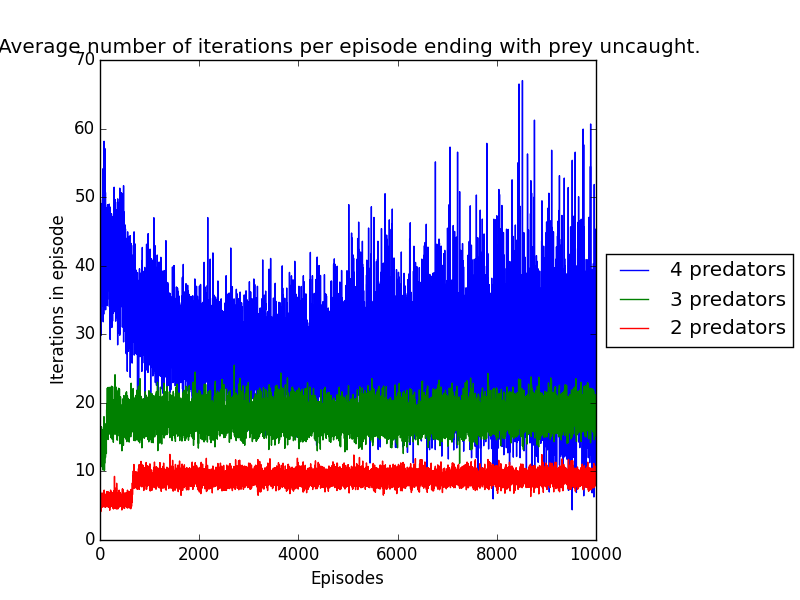 Average number of iterations per episode ending with prey uncaught.
70
60
50
40
30
20
10
0
Iterations in episode
0 2000 4000 6000 8000 10000
Episodes
4 predators
3 predators
2 predators